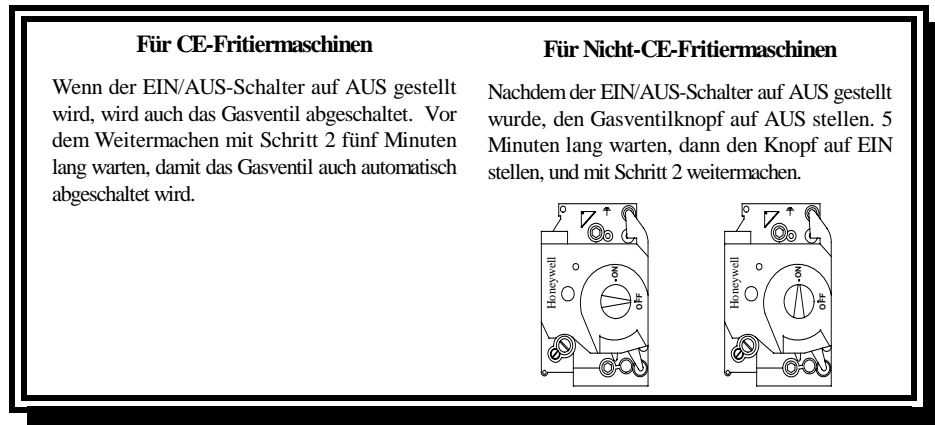 Für CE-Fritiermaschinen
Wenn der EIN/AUS-Schalter auf AUS gestellt
wird, wird auch das Gasventil abgeschaltet. Vor
dem Weitermachen mit Schritt 2 fünf Minuten
lang warten, damit das Gasventil auch automatisch
abgeschaltet wird.
Für Nicht-CE-Fritiermaschinen
Nachdem der EIN/AUS-Schalter auf AUS gestellt
wurde, den Gasventilknopf auf AUS stellen. 5
Minuten lang warten, dann den Knopf auf EIN
stellen, und mit Schritt 2 weitermachen.
Honeywell
ON
OFF
Honeywell
ON
OFF